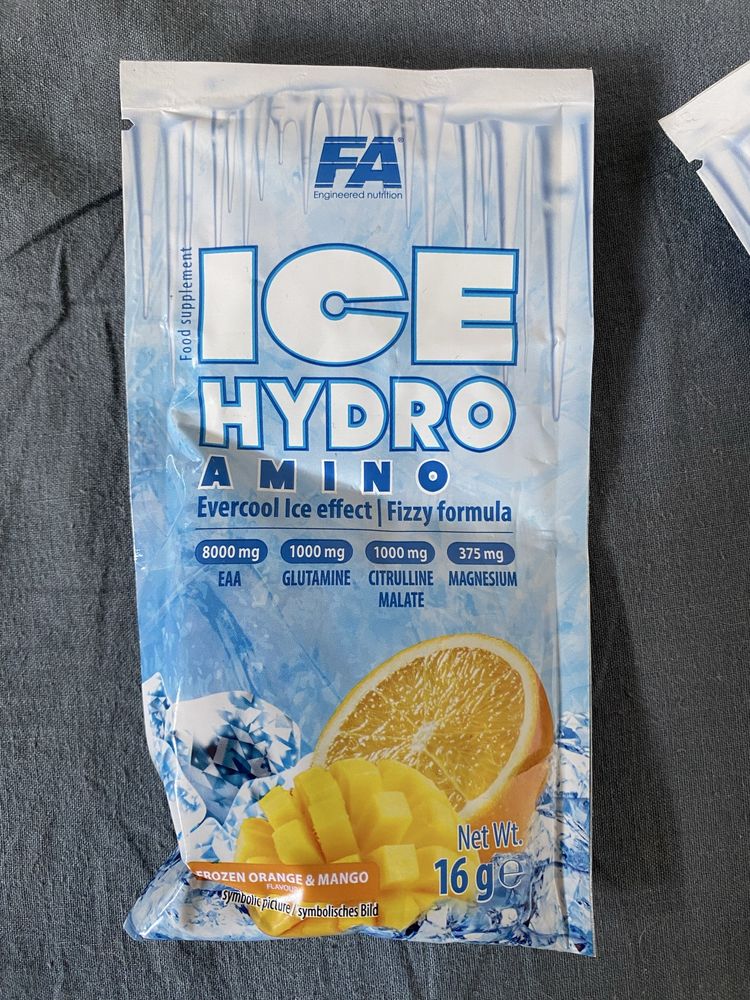 FA®
Engineered nutrition
Food supplement
ICE
HYDRO
AMINO
Evercool Ice effect | Fizzy formula
8000 mg 1000 mg 1000 mg 375 mg
EAA GLUTAMINE CITRULLINE MAGNESIUM
MALATE
Net Wt.
16 g ℮
FROZEN ORANGE & MANGO
FLAVOUR
symbolic picture / symbolisches Bild